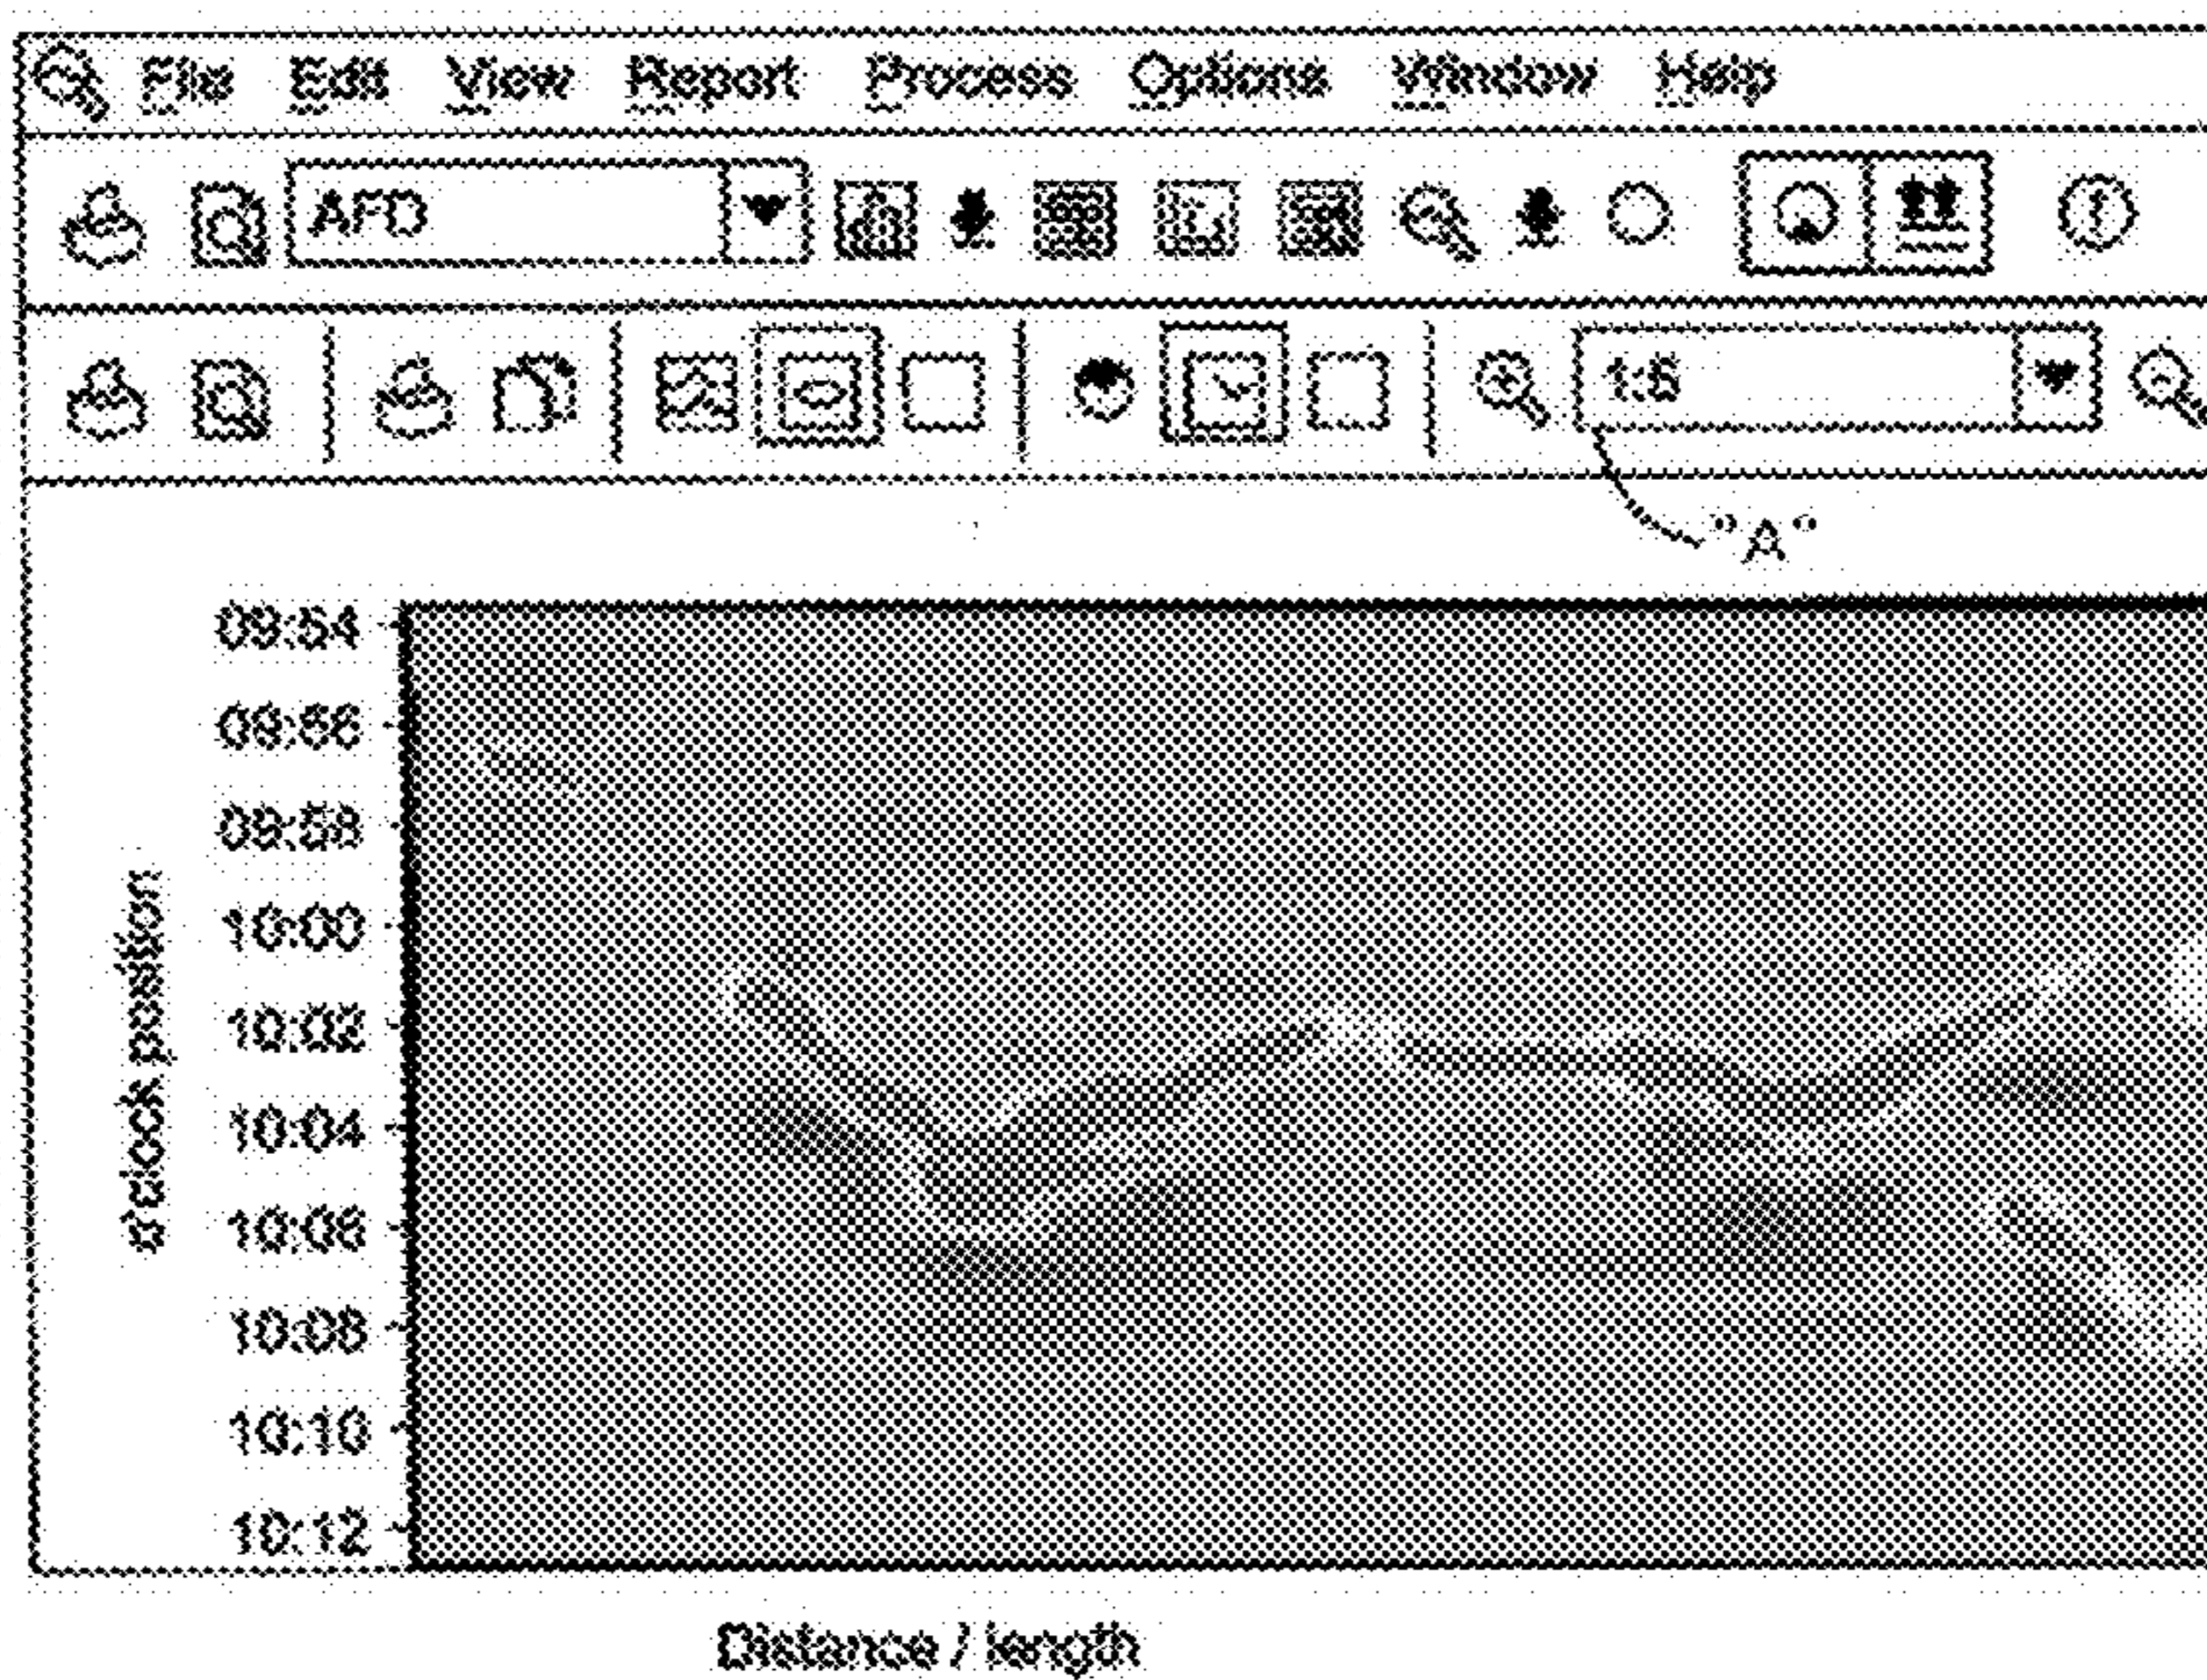 File Edit View Report Process Options Window Help
AFD
1:6
"A"
09:54
09:56
09:58
10:00
10:02
10:04
10:06
10:08
10:10
10:12
o'clock position
Distance / length